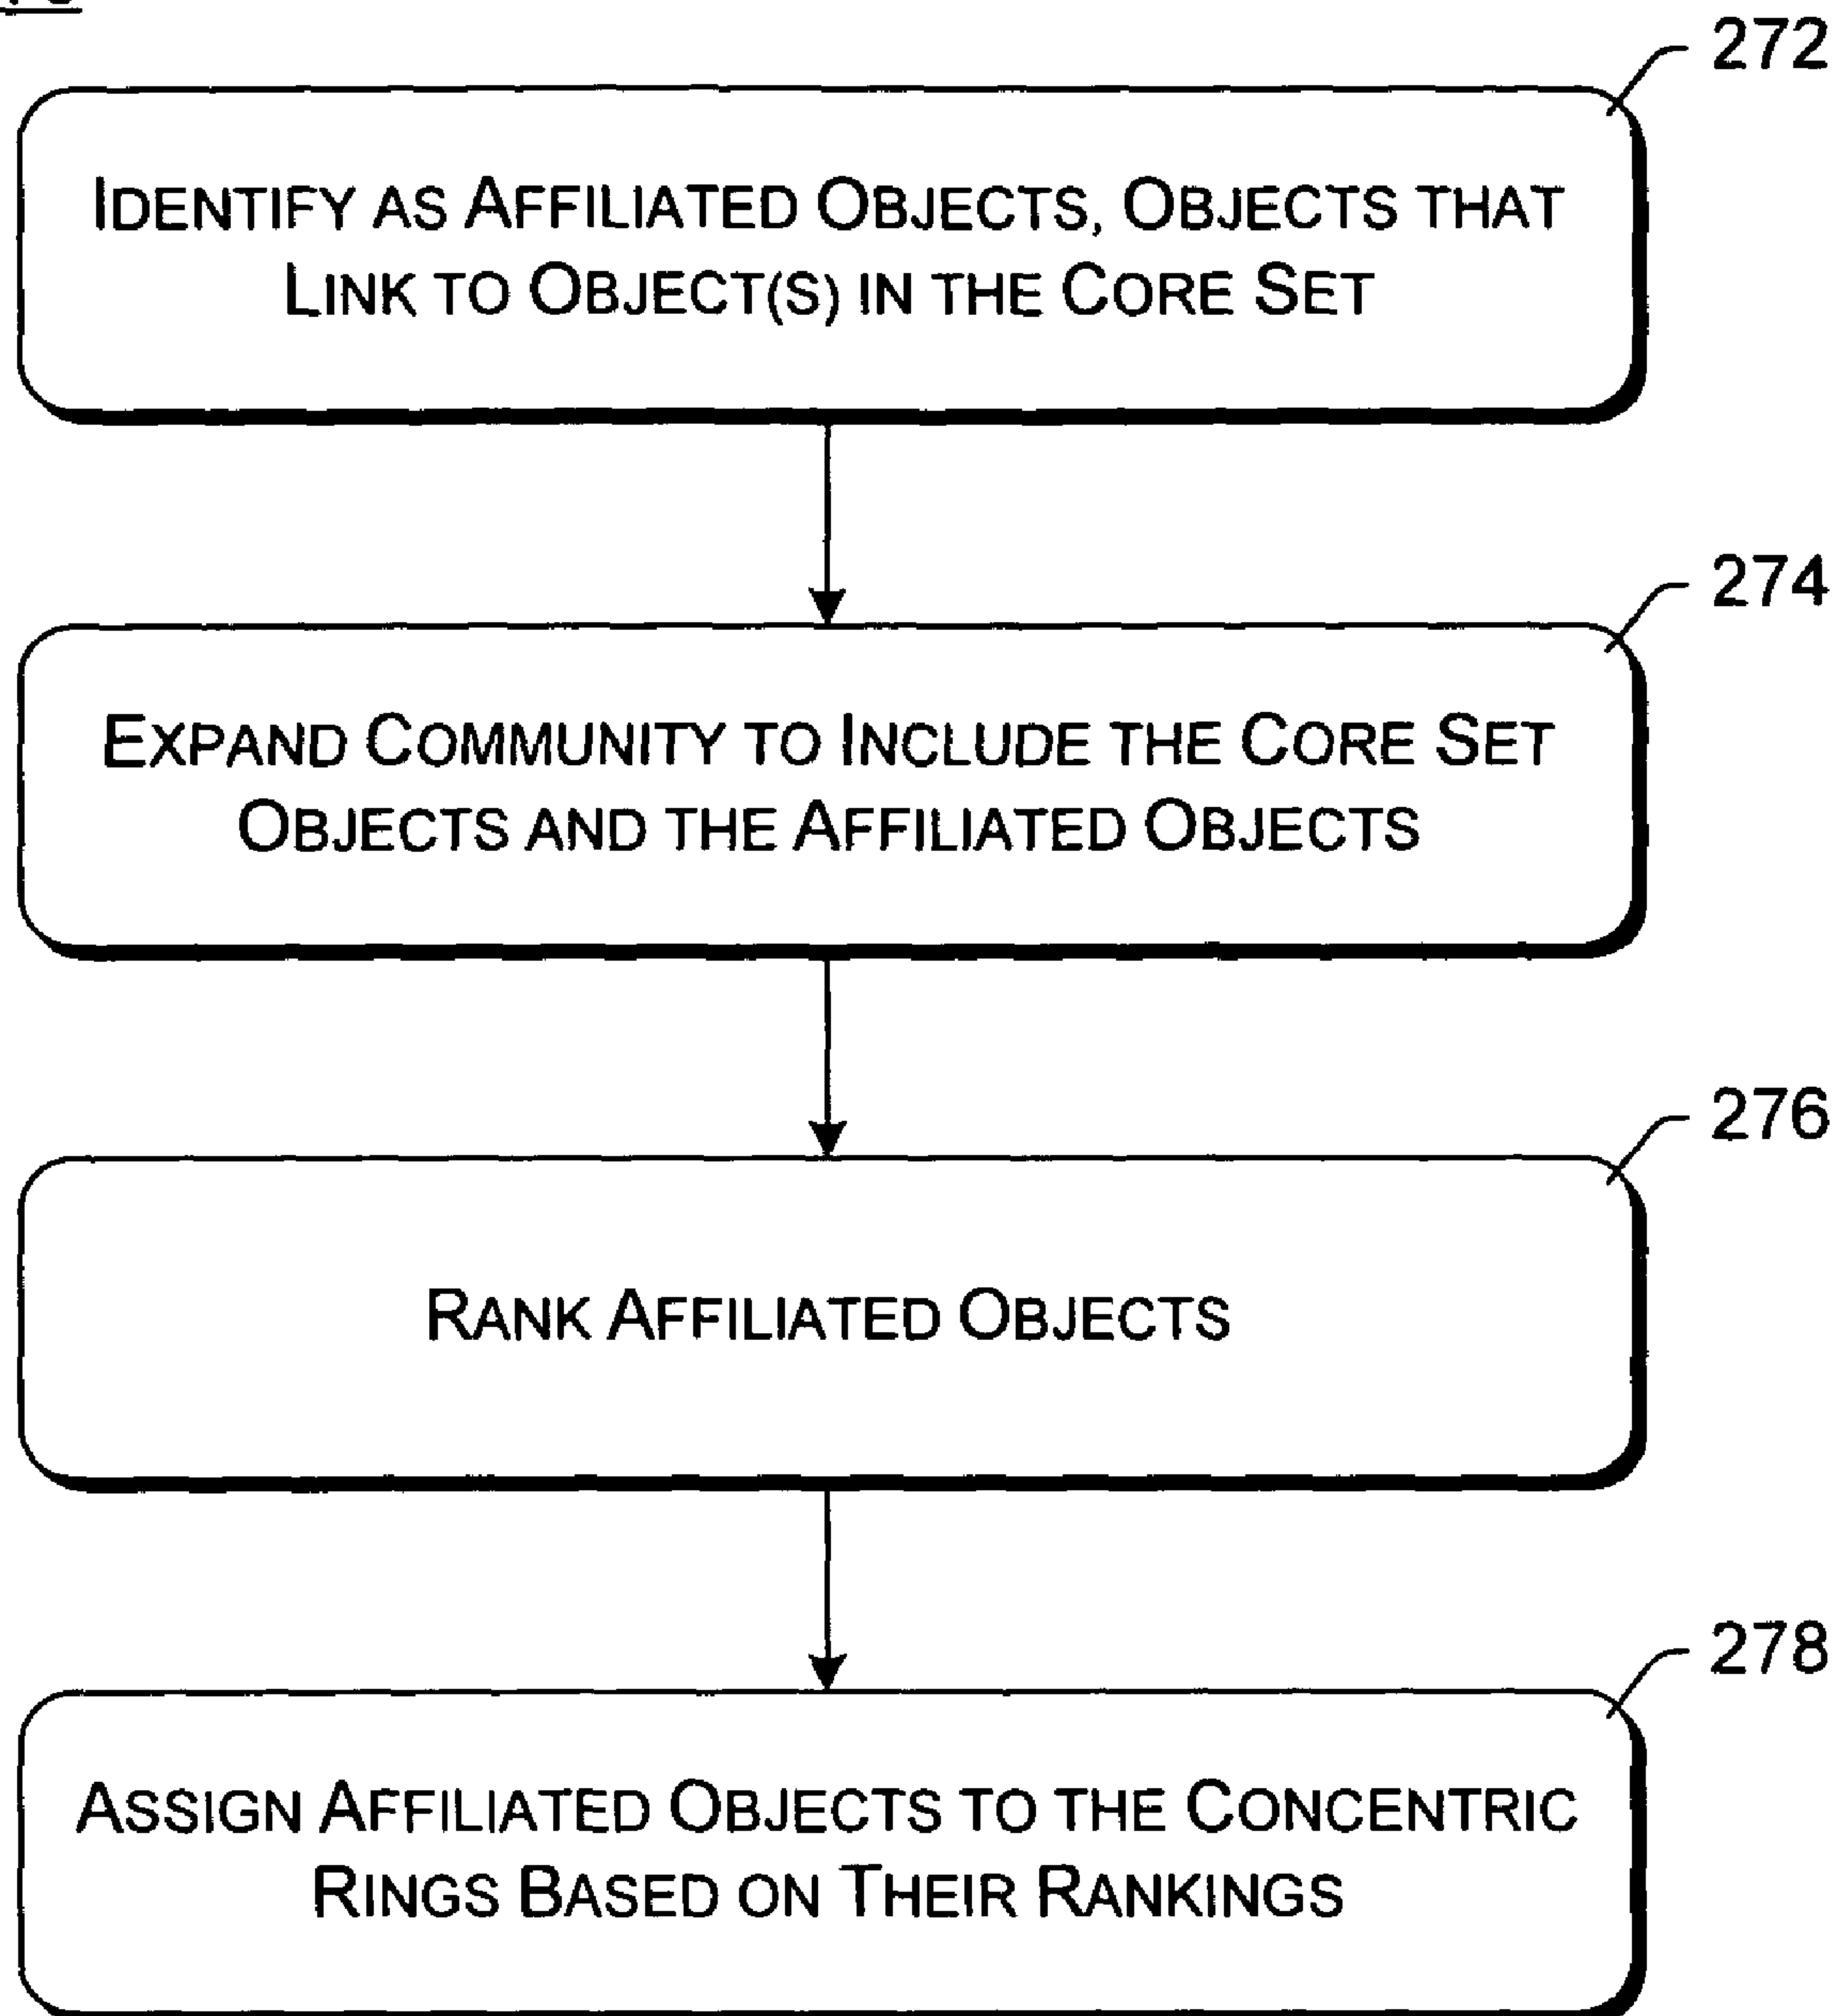 272
IDENTIFY AS AFFILIATED OBJECTS, OBJECTS THAT
LINK TO OBJECT(S) IN THE CORE SET
274
EXPAND COMMUNITY TO INCLUDE THE CORE SET
OBJECTS AND THE AFFILIATED OBJECTS
276
RANK AFFILIATED OBJECTS
278
ASSIGN AFFILIATED OBJECTS TO THE CONCENTRIC
RINGS BASED ON THEIR RANKINGS